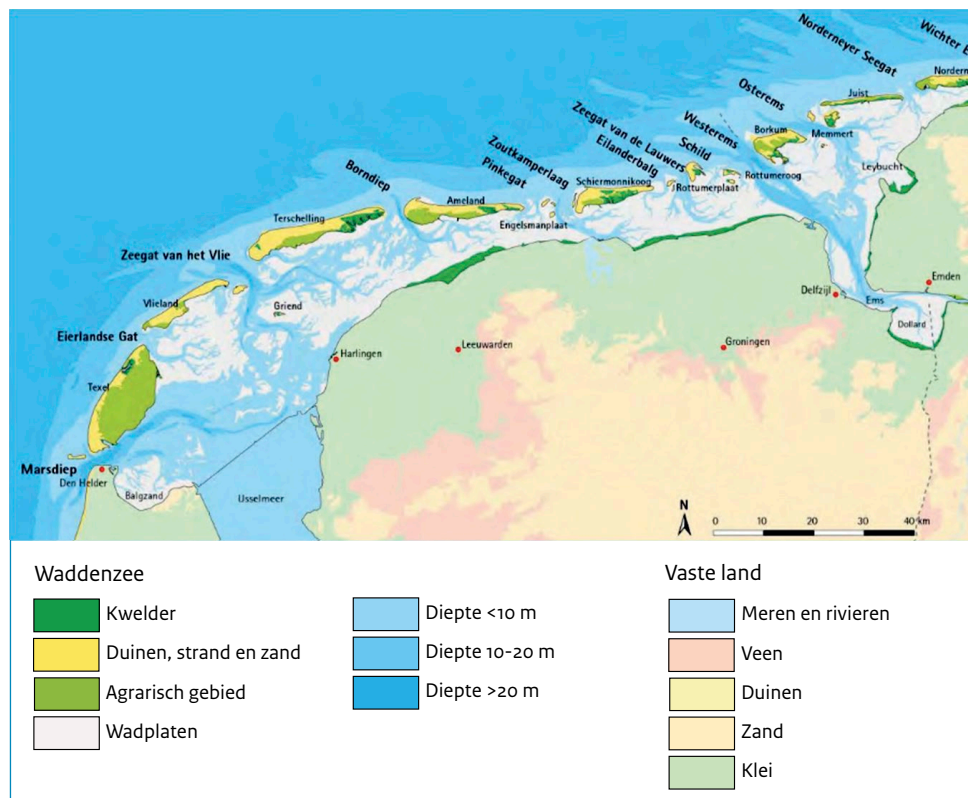 Norderneyer Seegat
Wichter E
Nordern
Juist
Osterems
Memmert
Borkum
Westerems
Leybucht
Schild
Zeegat van de Lauwers
Eilanderbalg
Rottumeroog
Rottumerplaat
Zoutkamperlaag
Pinkegat
Schiermonnikoog
Engelsmanplaat
Borndiep
Ameland
Terschelling
Zeegat van het Vlie
Vlieland
Griend
Eierlandse Gat
Texel
Harlingen
Leeuwarden
Groningen
Delfzijl
Ems
Emden
Dollard
Marsdiep
Den Helder
Balgzand
IJsselmeer
N
0 10 20 30 40 km
Waddenzee
Kwelder
Duinen, strand en zand
Agrarisch gebied
Wadplaten
Diepte <10 m
Diepte 10-20 m
Diepte >20 m
Vaste land
Meren en rivieren
Veen
Duinen
Zand
Klei